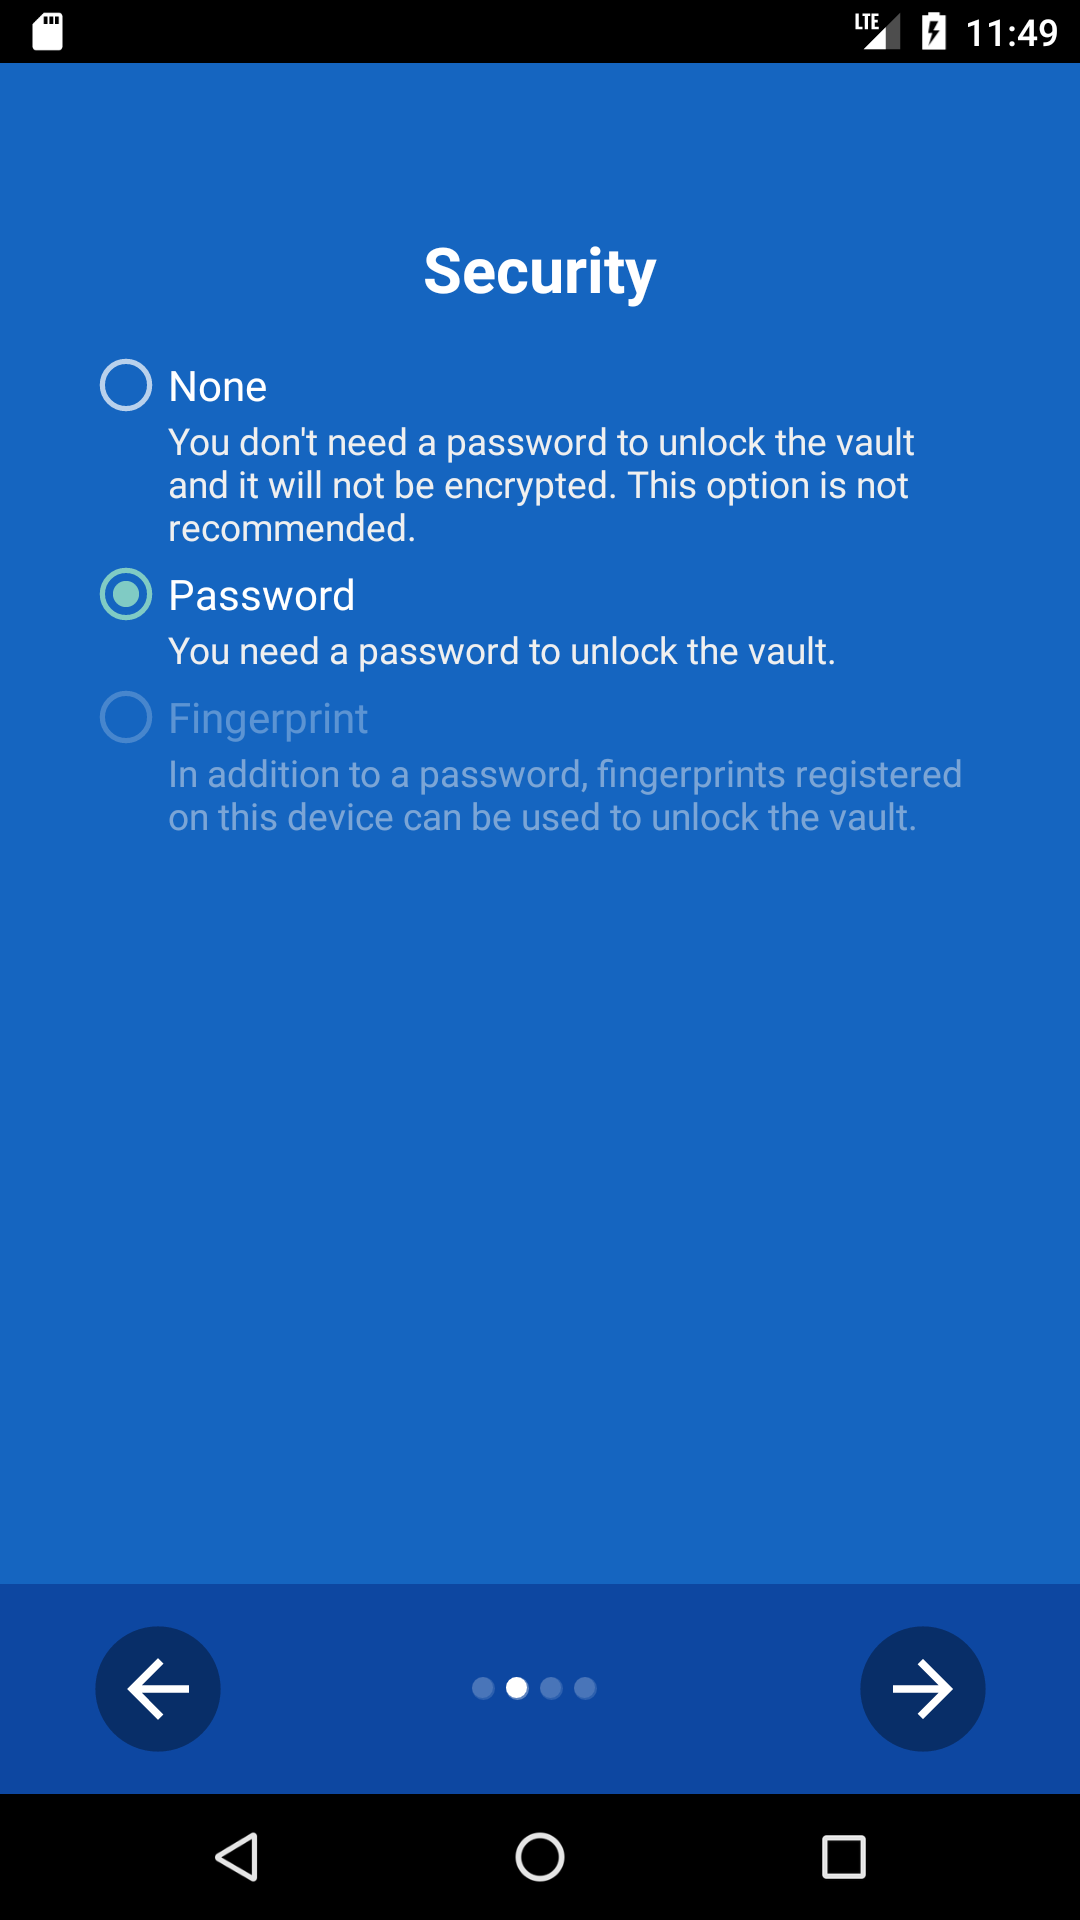 LTE 11:49
Security
None
You don't need a password to unlock the vault
and it will not be encrypted. This option is not
recommended.
Password
You need a password to unlock the vault.
Fingerprint
In addition to a password, fingerprints registered
on this device can be used to unlock the vault.